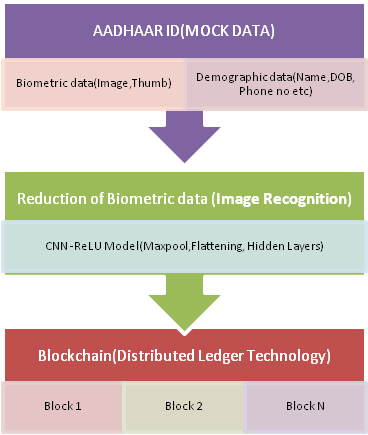 AADHAAR ID(MOCK DATA)
Biometric data(Image,Thumb)
Demographic data(Name,DOB,
Phone no etc)
Reduction of Biometric data (Image Recognition)
CNN -ReLU Model(Maxpool,Flattening, Hidden Layers)
Blockchain(Distributed Ledger Technology)
Block 1
Block 2
Block N